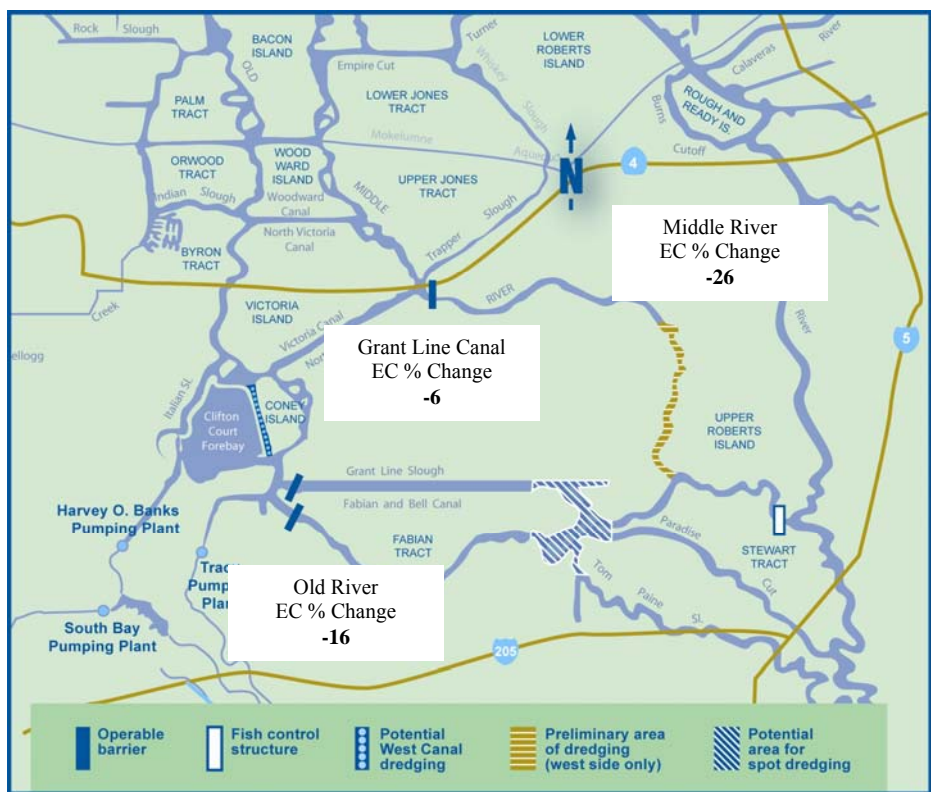 Rock Slough
BACON
ISLAND
Turner
LOWER
ROBERTS
ISLAND
Calaveras
River
OLD
Empire Cut
Whiskey
Slough
PALM
TRACT
LOWER JONES
TRACT
Burns
Cutoff
ROUGH AND
READY IS.
Mokelumne
4
N
ORWOOD
TRACT
WOOD
WARD
ISLAND
UPPER JONES
TRACT
MIDDLE
Indian Slough
Woodward
Canal
North Victoria
Canal
Trapper Slough
BYRON
TRACT
RIVER
Middle River
EC % Change
-26
River
Creek
VICTORIA
ISLAND
Victoria Canal
Grant Line Canal
EC % Change
-6
5
ellogg
Italian Sl.
Clifton
Court
Forebay
CONEY
ISLAND
UPPER
ROBERTS
ISLAND
Grant Line Slough
Fabian and Bell Canal
Harvey O. Banks
Pumping Plant
FABIAN
TRACT
Paradise
Cut
STEWART
TRACT
Old River
EC % Change
-16
Tom
Paine
Sl.
South Bay
Pumping Plant
205
Operable
barrier
Fish control
structure
Potential
West Canal
dredging
Preliminary area
of dredging
(west side only)
Potential
area for
spot dredging